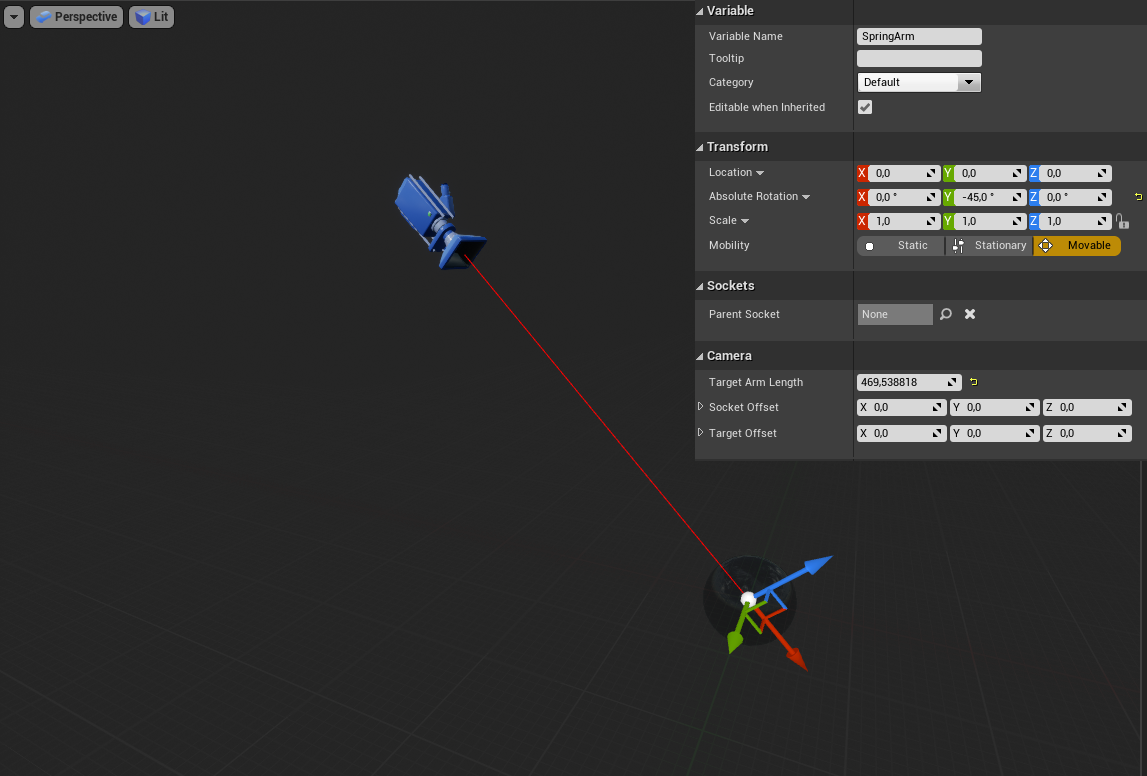 Perspective
Lit
Variable
Variable Name SpringArm
Tooltip
Category Default
Editable when Inherited
Transform
Location X 0,0 Y 0,0 Z 0,0
Absolute Rotation X 0,0 ° Y -45,0 ° Z 0,0 °
Scale X 1,0 Y 1,0 Z 1,0
Mobility Static Stationary Movable
Sockets
Parent Socket None
Camera
Target Arm Length 469,538818
Socket Offset X 0,0 Y 0,0 Z 0,0
Target Offset X 0,0 Y 0,0 Z 0,0